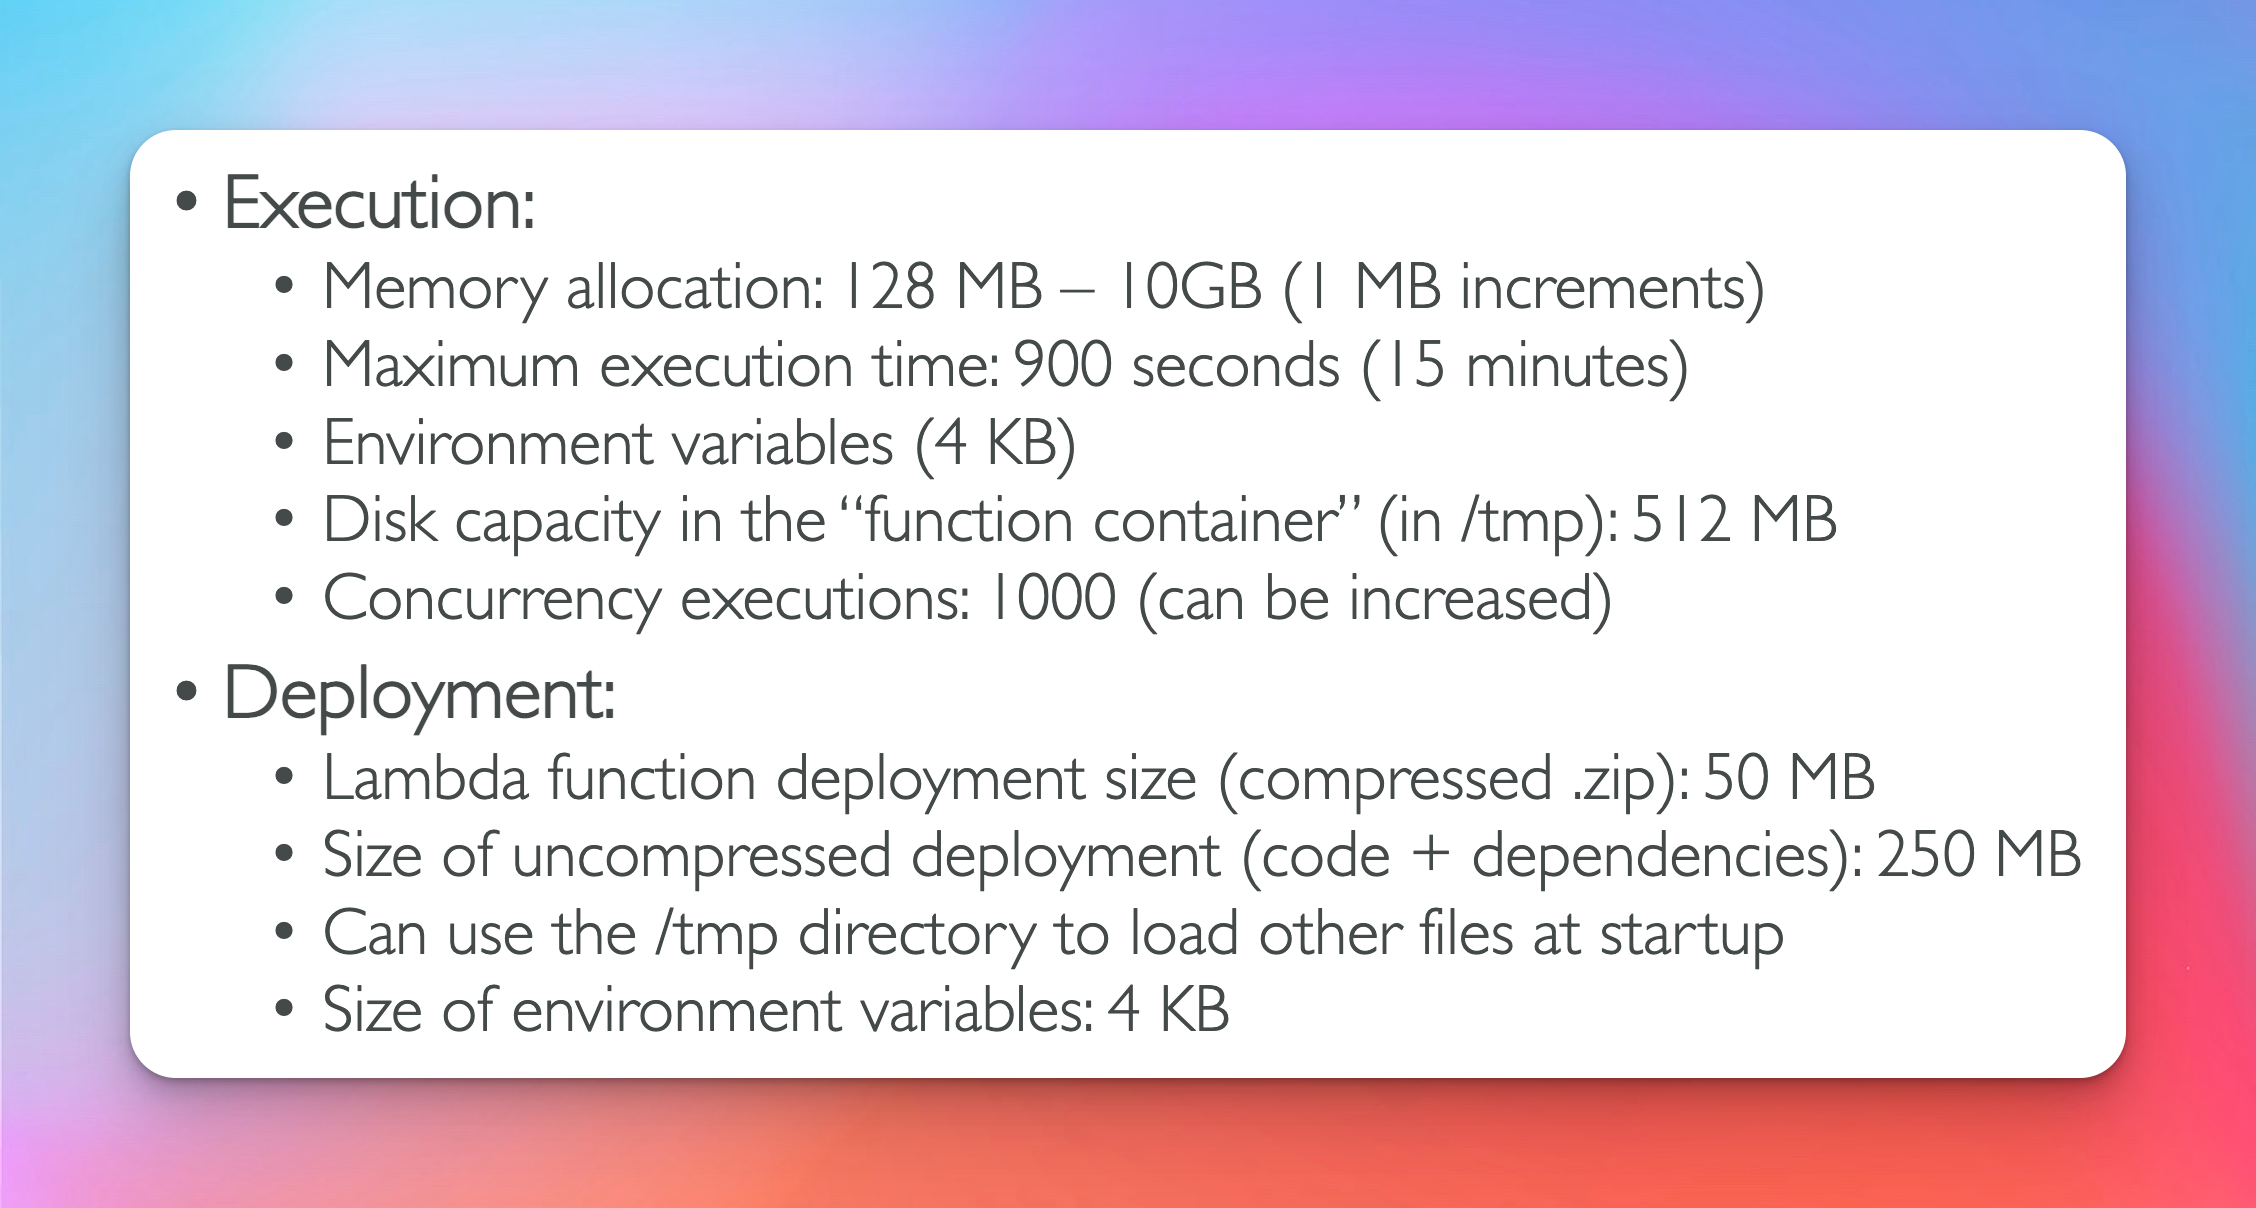 • Execution:
• Memory allocation: 128 MB – 10GB (1 MB increments)
• Maximum execution time: 900 seconds (15 minutes)
• Environment variables (4 KB)
• Disk capacity in the “function container” (in /tmp): 512 MB
• Concurrency executions: 1000 (can be increased)
• Deployment:
• Lambda function deployment size (compressed .zip): 50 MB
• Size of uncompressed deployment (code + dependencies): 250 MB
• Can use the /tmp directory to load other files at startup
• Size of environment variables: 4 KB